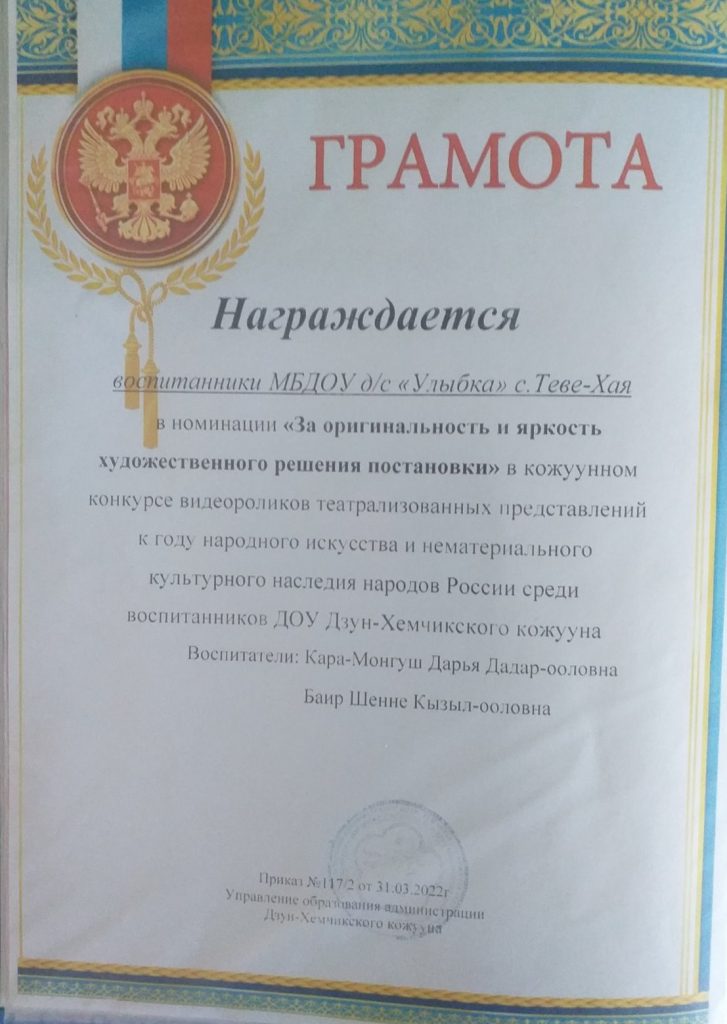 ГРАМОТА
Награждается
воспитанники МБДОУ д/с «Улыбка» с.Теве-Хая
в номинации «За оригинальность и яркость
художественного решения постановки» в кожуунном
конкурсе видеороликов театрализованных представлений
к году народного искусства и нематериального
культурного наследия народов России среди
воспитанников ДОУ Дзун-Хемчикского кожууна
Воспитатели: Кара-Монгуш Дарья Дадар-ооловна
Баир Шенне Кызыл-ооловна
Приказ №117/2 от 31.03.2022г
Управление образования администрации
Дзун-Хемчикского кожууна